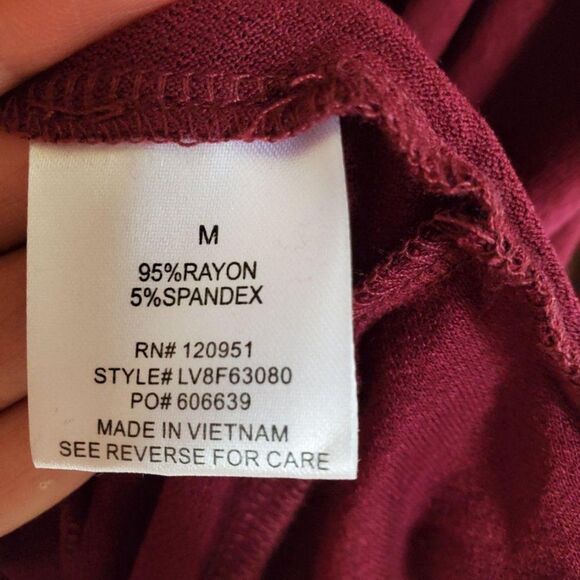 M
95%RAYON
5%SPANDEX
RN# 120951
STYLE# LV8F63080
PO# 606639
MADE IN VIETNAM
SEE REVERSE FOR CARE